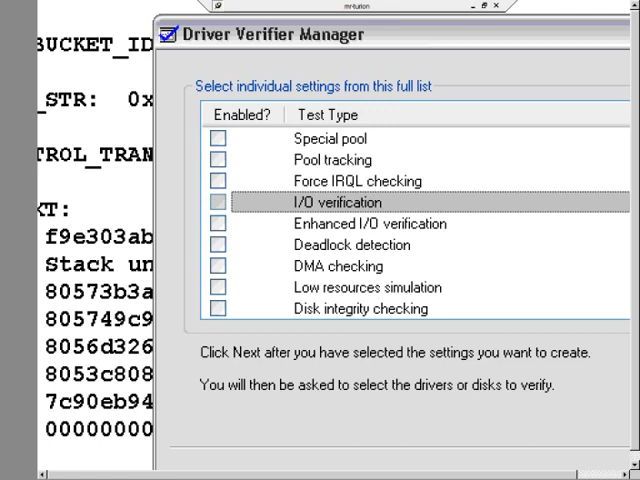 mrturion
Driver Verifier Manager
BUCKET_ID
_STR: 0x
TROL_TRAN
XT:
f9e303ab
Stack un
80573b3a
805749c9
8056d326
8053c808
7c90eb94
00000000
Select individual settings from this full list
Enabled? Test Type
Special pool
Pool tracking
Force IRQL checking
I/O verification
Enhanced I/O verification
Deadlock detection
DMA checking
Low resources simulation
Disk integrity checking
Click Next after you have selected the settings you want to create.
You will then be asked to select the drivers or disks to verify.